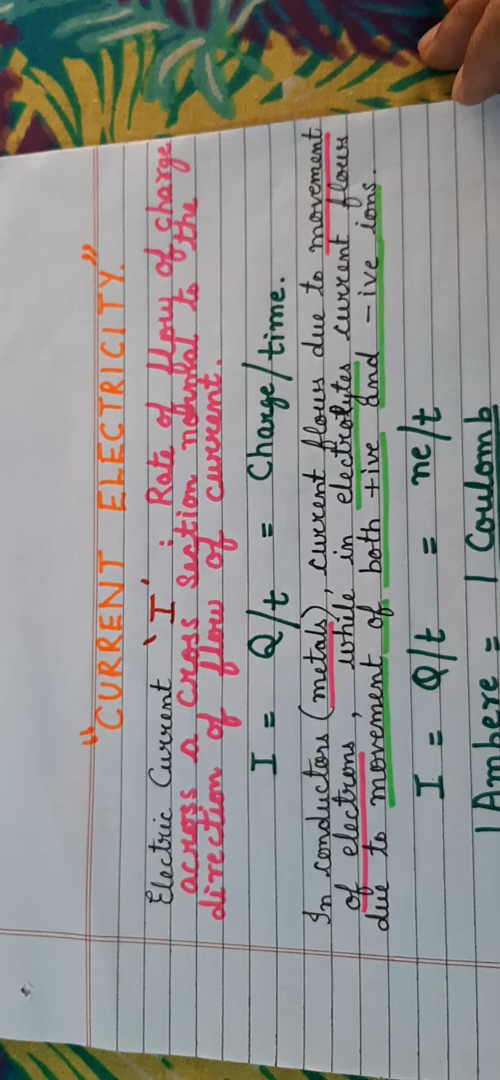 "CURRENT ELECTRICITY."
Electric Current 'I' : Rate of flow of charge
across a cross section normal to the
direction of flow of current.
I = Q/t = Charge/time.
In conductors (metals), current flows due to movement
of electrons, while in electrolytes current flows
due to movement of both +ive and -ive ions.
I = Q/t = ne/t
1 Ampere = 1 Coulomb